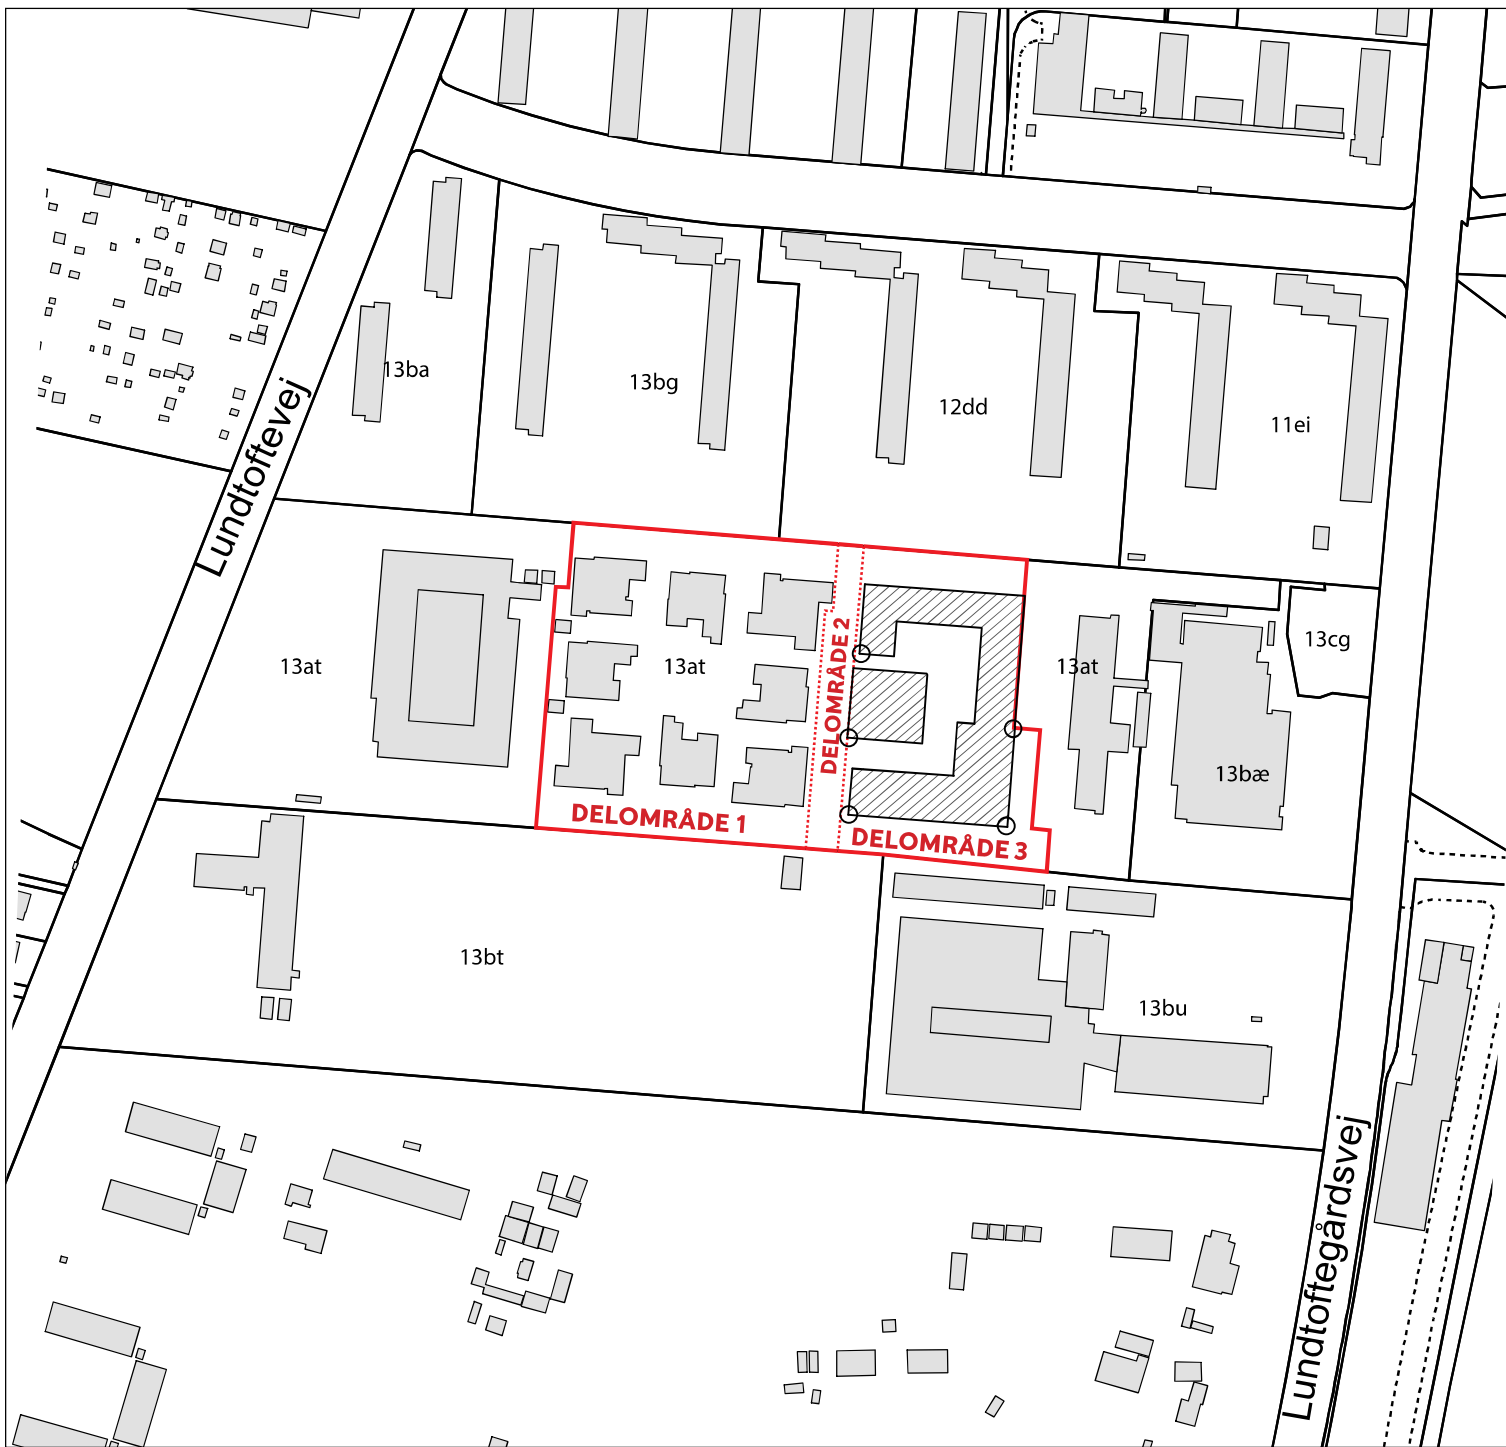 13ba
13bg
12dd
11ei
Lundtoftevej
13at
13at
DELOMRÅDE 2
13at
13cg
13bæ
DELOMRÅDE 1
DELOMRÅDE 3
13bt
13bu
Lundtoftegårdsvej